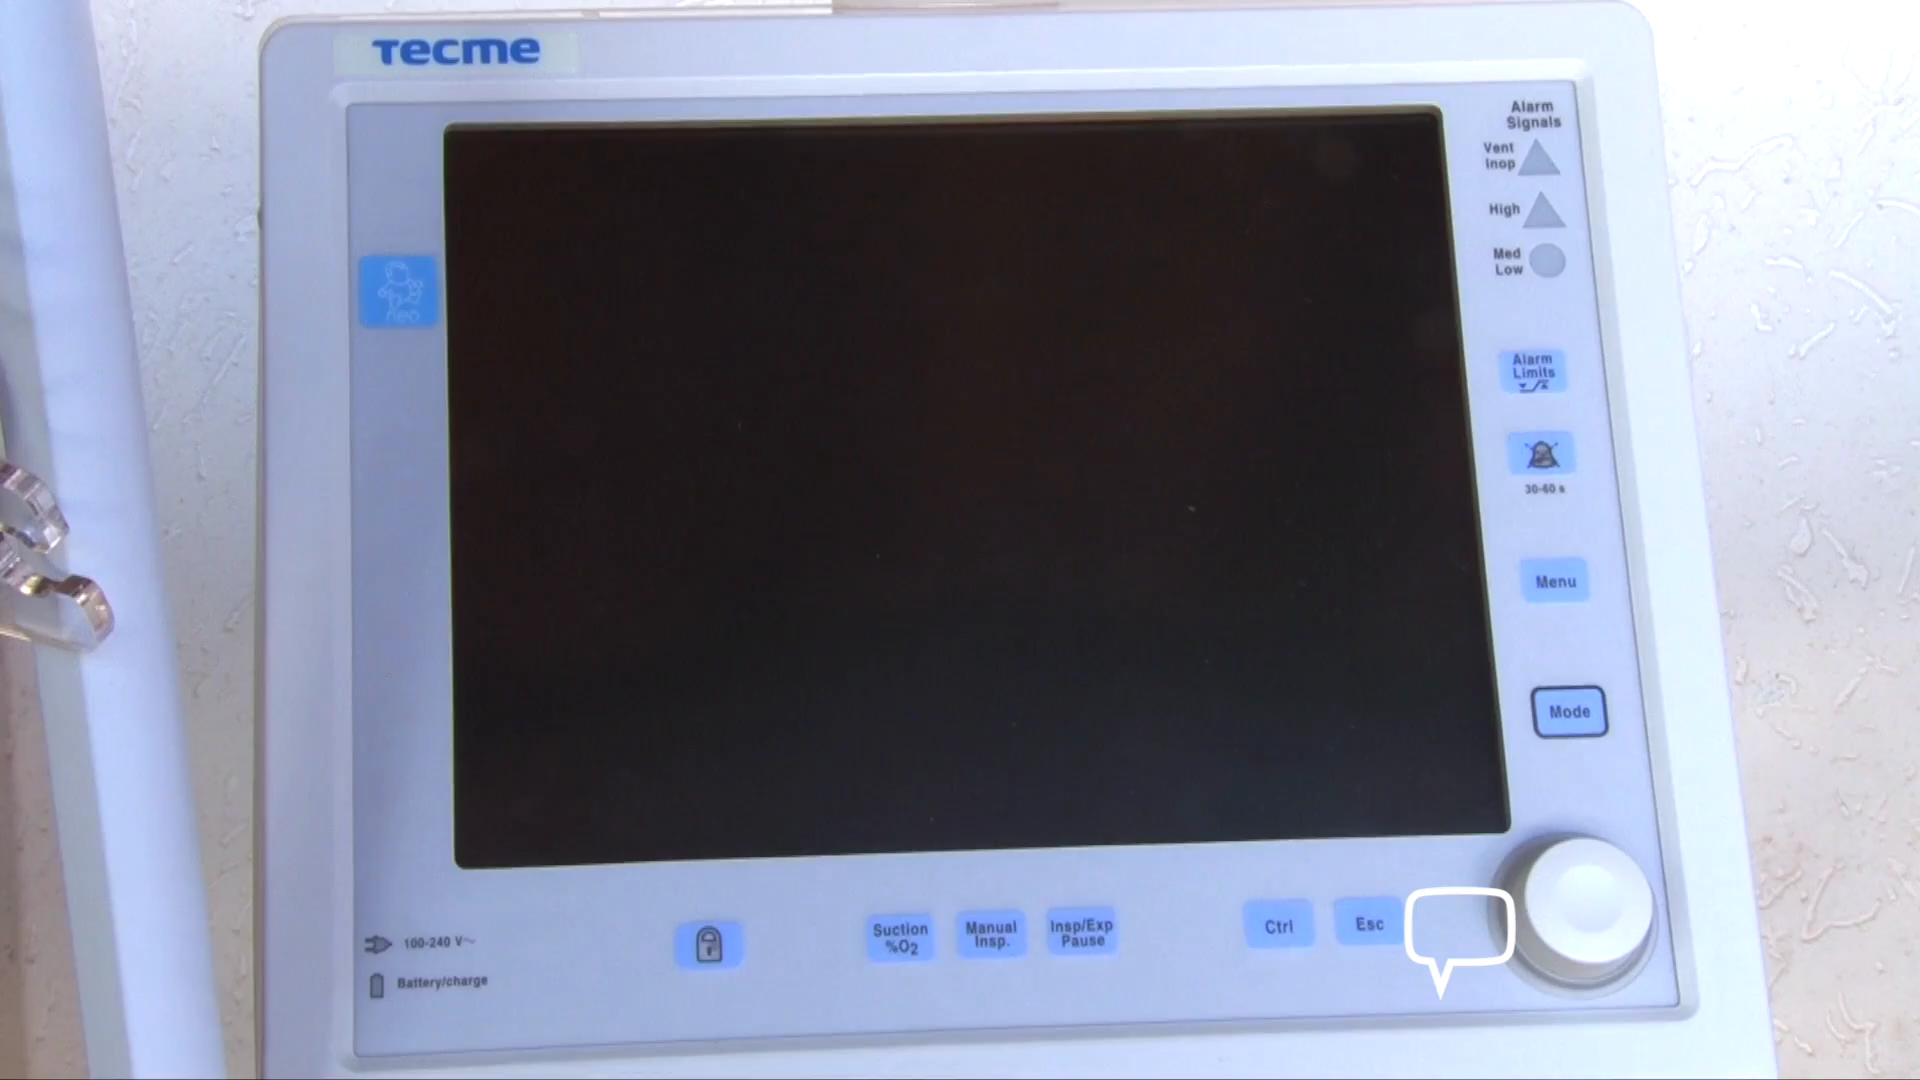 Tecme
Alarm
Signals
Vent
Inop
High
Med
Low
neo
Alarm
Limits
30-60 s
Menu
Mode
100-240 V~
Battery/charge
Suction
%O2
Manual
Insp.
Insp/Exp
Pause
Ctrl
Esc